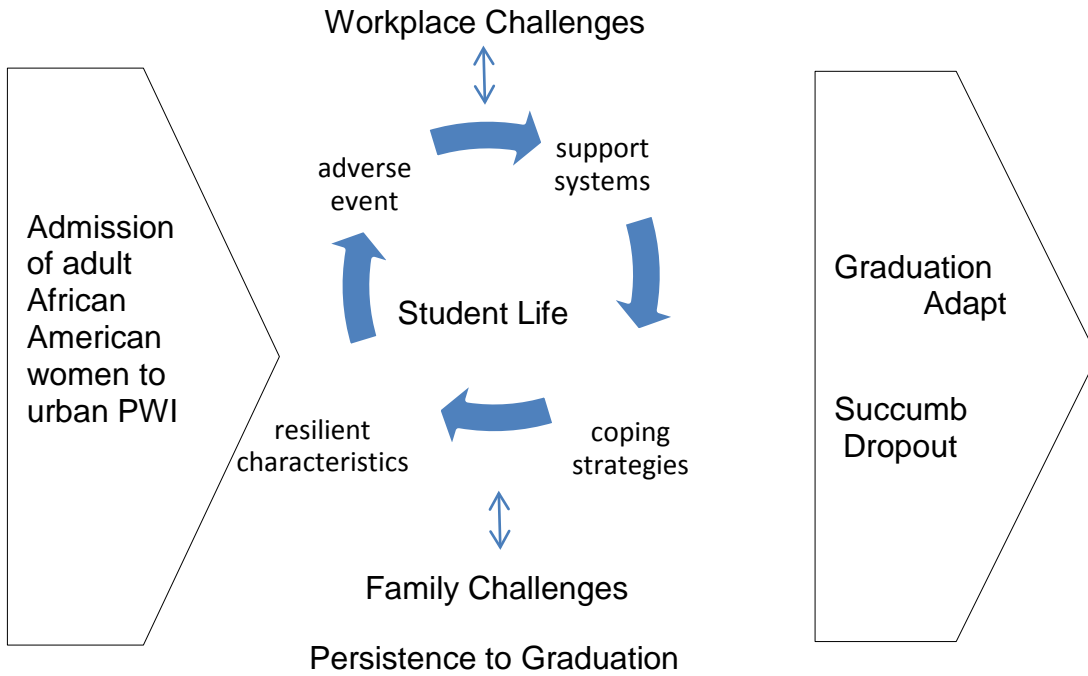 Workplace Challenges
Admission
of adult
African
American
women to
urban PWI
adverse
event
support
systems
Student Life
resilient
characteristics
coping
strategies
Family Challenges
Persistence to Graduation
Graduation
Adapt
Succumb
Dropout